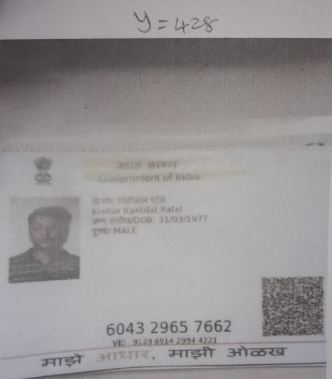 y=428
भारत सरकार
Government of India
Kishor Kantilal Patel
जन्म तारीख/DOB: 31/03/1977
पुरुष/ MALE
6043 2965 7662
VID: 9129 6914 2994 4221
माझे आधार, माझी ओळख